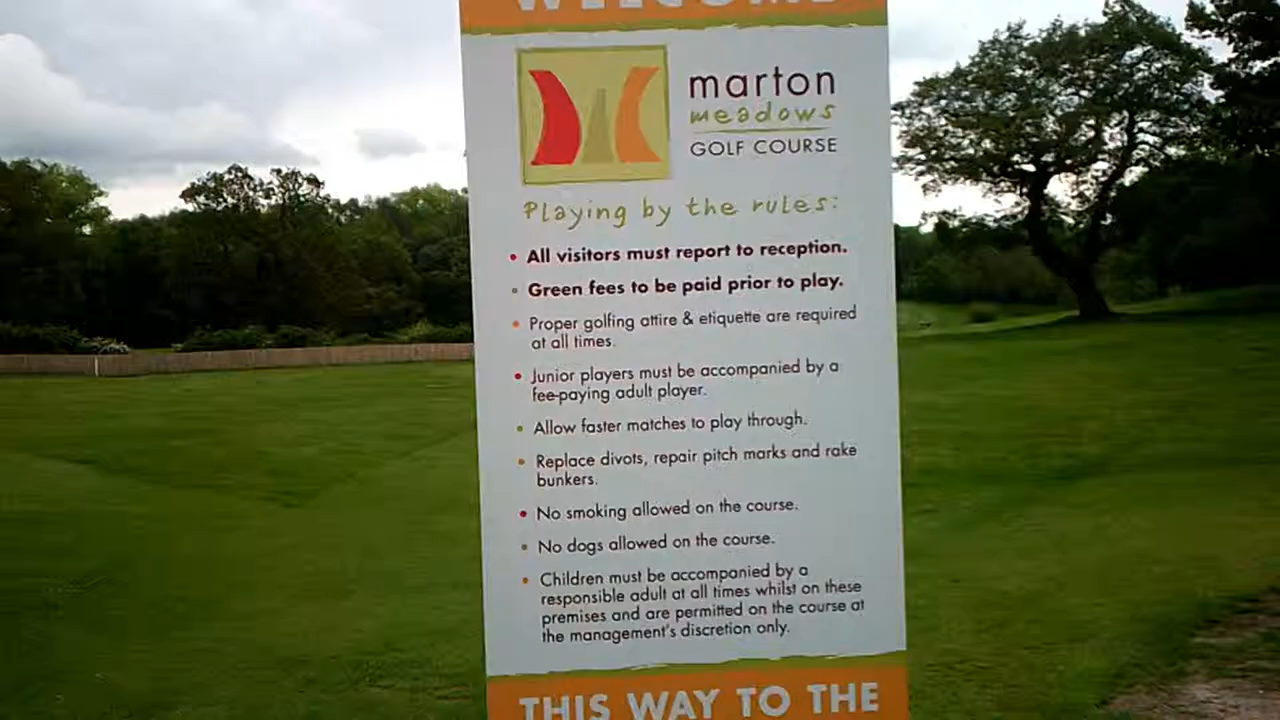 WELCOME
marton
meadows
GOLF COURSE
Playing by the rules:
• All visitors must report to reception.
• Green fees to be paid prior to play.
• Proper golfing attire & etiquette are required
at all times.
• Junior players must be accompanied by a
fee-paying adult player.
• Allow faster matches to play through.
• Replace divots, repair pitch marks and rake
bunkers.
• No smoking allowed on the course.
• No dogs allowed on the course.
• Children must be accompanied by a
responsible adult at all times whilst on these
premises and are permitted on the course at
the management's discretion only.
THIS WAY TO THE